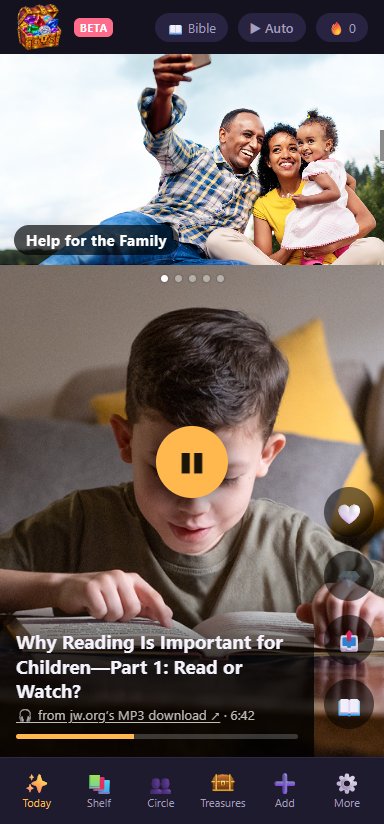 BETA
Bible
Auto
0
Help for the Family
Why Reading Is Important for
Children—Part 1: Read or
Watch?
from jw.org's MP3 download ↗ · 6:42
Today
Shelf
Circle
Treasures
Add
More